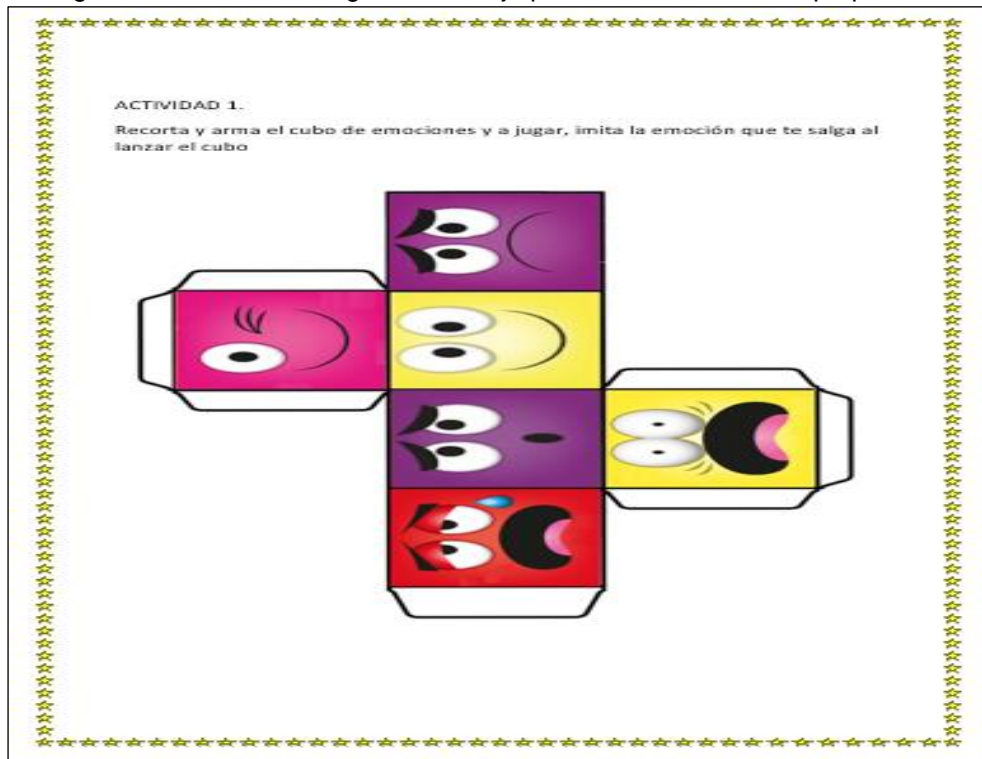 ACTIVIDAD 1.
Recorta y arma el cubo de emociones y a jugar, imita la emoción que te salga al
lanzar el cubo